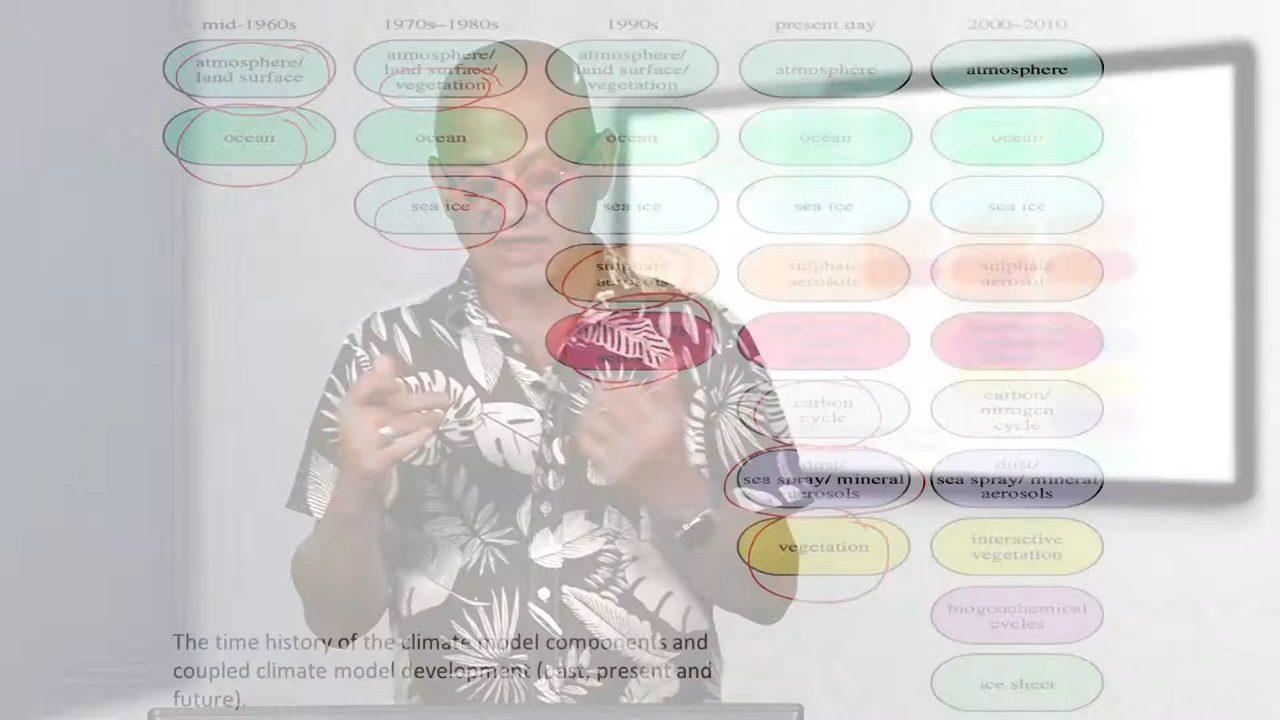 mid-1960s
1970s–1980s
1990s
present day
2000–2010
atmosphere/
land surface
atmosphere/
land surface/
vegetation
atmosphere/
land surface/
vegetation
atmosphere
atmosphere
ocean
ocean
ocean
ocean
ocean
sea ice
sea ice
sea ice
sea ice
sulphate
aerosols
sulphate
aerosols
sulphate
aerosol
carbon
cycle
carbon/
nitrogen
cycle
dust/
sea spray/ mineral
aerosols
dust/
sea spray/ mineral
aerosols
vegetation
interactive
vegetation
biogeochemical
cycles
ice sheet
The time history of the climate model components and
coupled climate model development (past, present and
future).